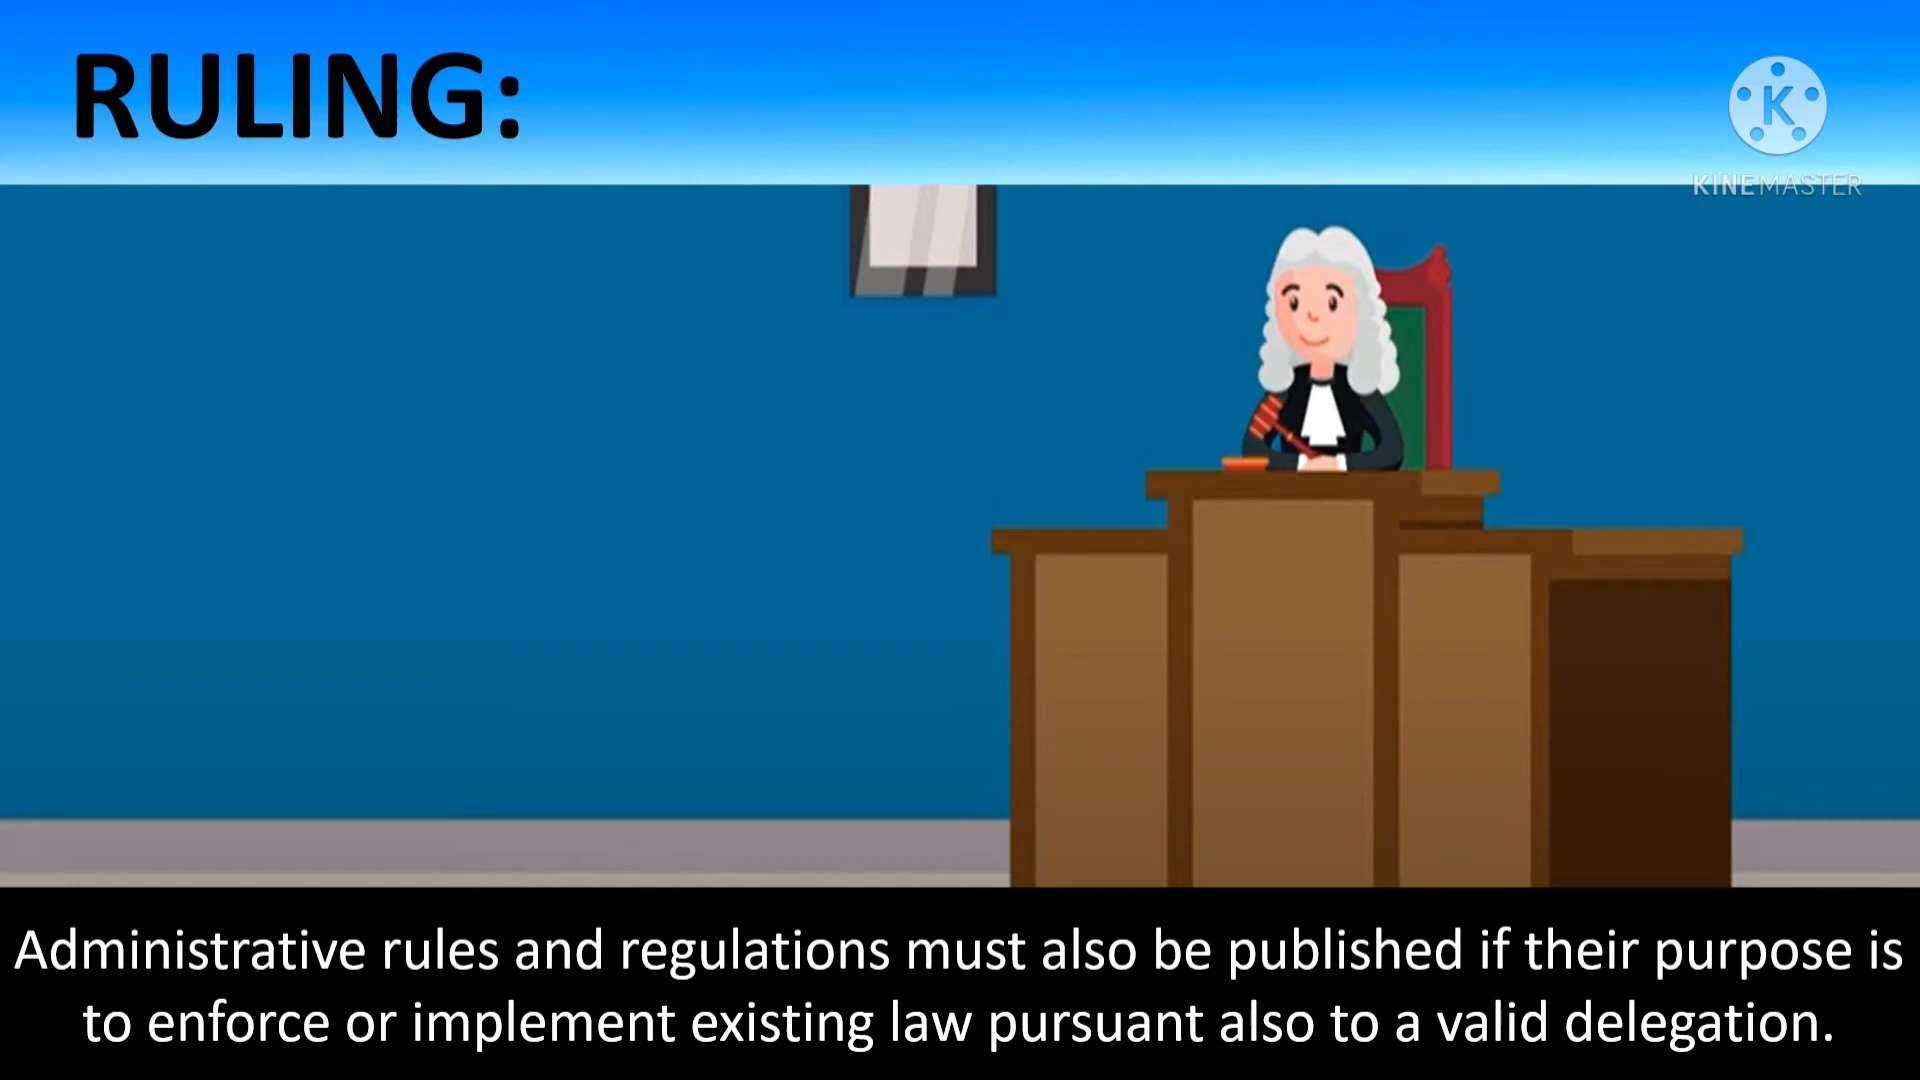 RULING:
K
KINEMASTER
Administrative rules and regulations must also be published if their purpose is
to enforce or implement existing law pursuant also to a valid delegation.